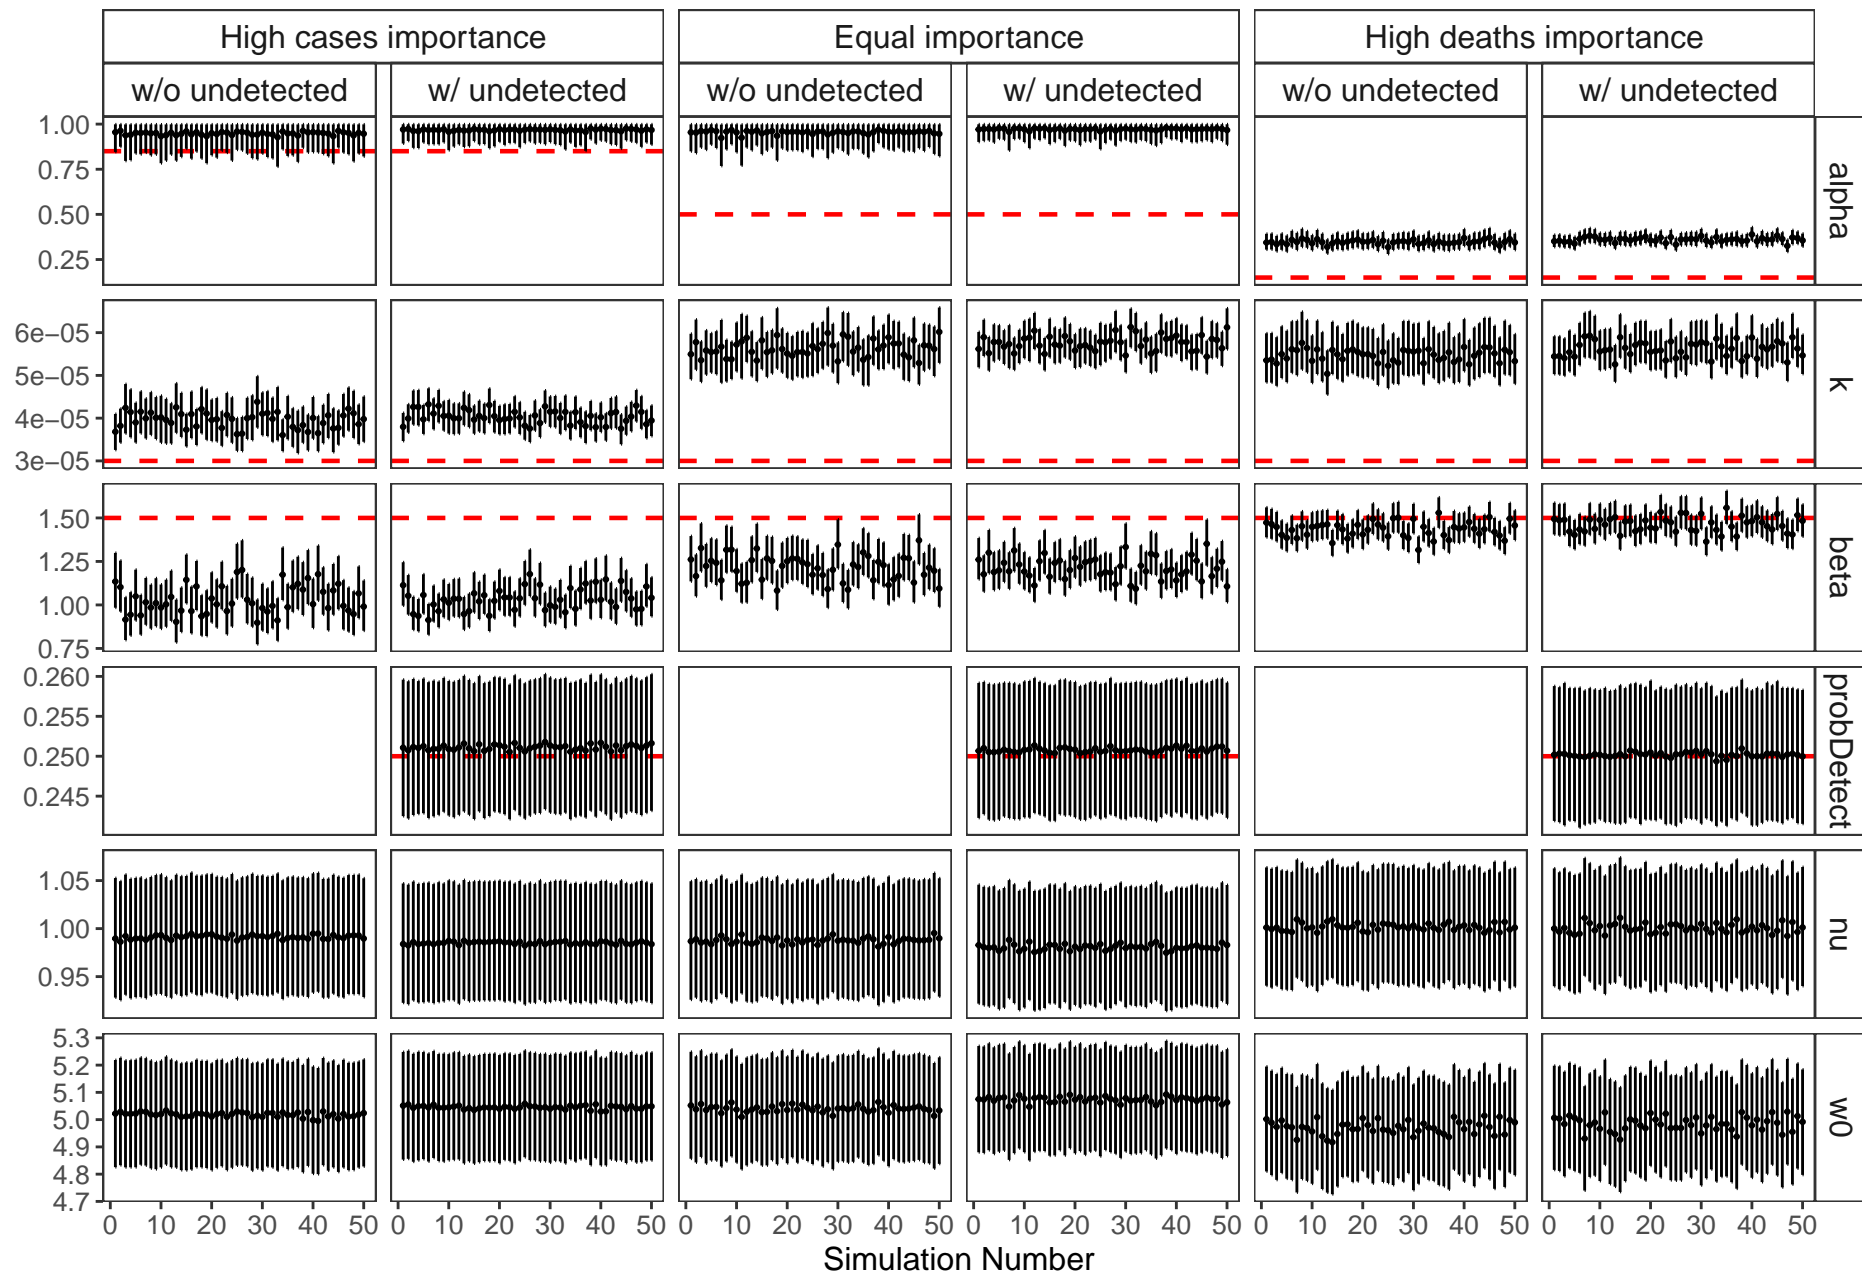 High cases importance Equal importance High deaths importance
w/o undetected w/ undetected w/o undetected w/ undetected w/o undetected w/ undetected
1.00
0.75
0.50
0.25
alpha
6e−05
5e−05
4e−05
3e−05
k
1.50
1.25
1.00
0.75
beta
0.260
0.255
0.250
0.245
probDetect
1.05
1.00
0.95
nu
5.3
5.2
5.1
5.0
4.9
4.8
4.7
w0
0 10 20 30 40 50 0 10 20 30 40 50 0 10 20 30 40 50 0 10 20 30 40 50 0 10 20 30 40 50 0 10 20 30 40 50
Simulation Number